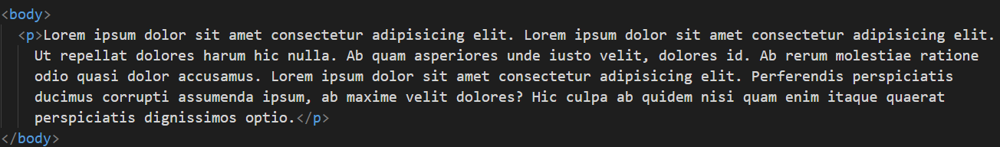 <body>
<p>Lorem ipsum dolor sit amet consectetur adipisicing elit. Lorem ipsum dolor sit amet consectetur adipisicing elit.
Ut repellat dolores harum hic nulla. Ab quam asperiores unde iusto velit, dolores id. Ab rerum molestiae ratione
odio quasi dolor accusamus. Lorem ipsum dolor sit amet consectetur adipisicing elit. Perferendis perspiciatis
ducimus corrupti assumenda ipsum, ab maxime velit dolores? Hic culpa ab quidem nisi quam enim itaque quaerat
perspiciatis dignissimos optio.</p>
</body>